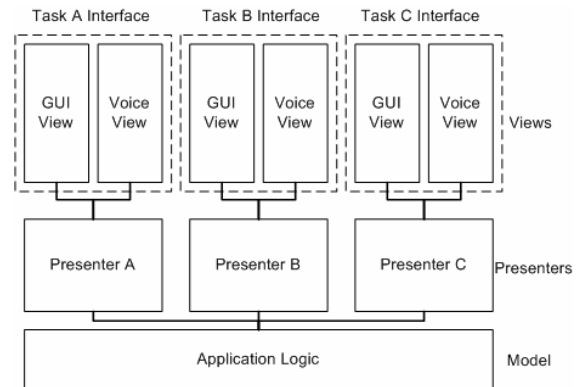 Task A Interface Task B Interface Task C Interface
GUI View
Voice View
GUI View
Voice View
GUI View
Voice View
Views
Presenter A Presenter B Presenter C Presenters
Application Logic Model